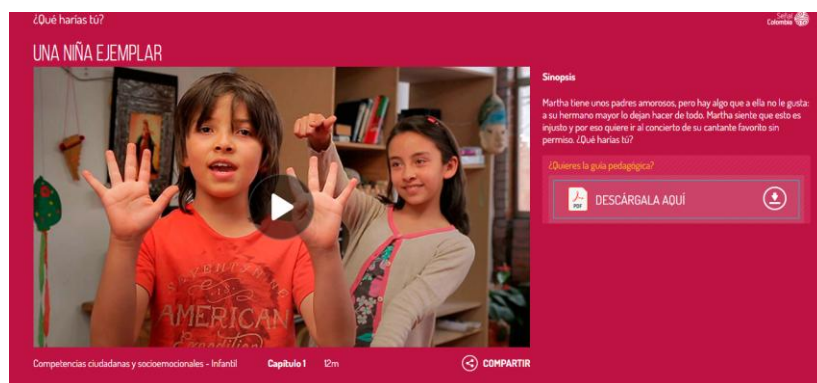 ¿Qué harías tú?
Señal
Colombia
UNA NIÑA EJEMPLAR
Sinopsis
Martha tiene unos padres amorosos, pero hay algo que a ella no le gusta:
a su hermano mayor lo dejan hacer de todo. Martha siente que esto es
injusto y por eso quiere ir al concierto de su cantante favorito sin
permiso. ¿Qué harías tú?
¿Quieres la guía pedagógica?
PDF
DESCÁRGALA AQUÍ
SEVENTY NINE
AMERICAN
Expedition
Competencias ciudadanas y socioemocionales - Infantil
Capítulo 1
12m
COMPARTIR